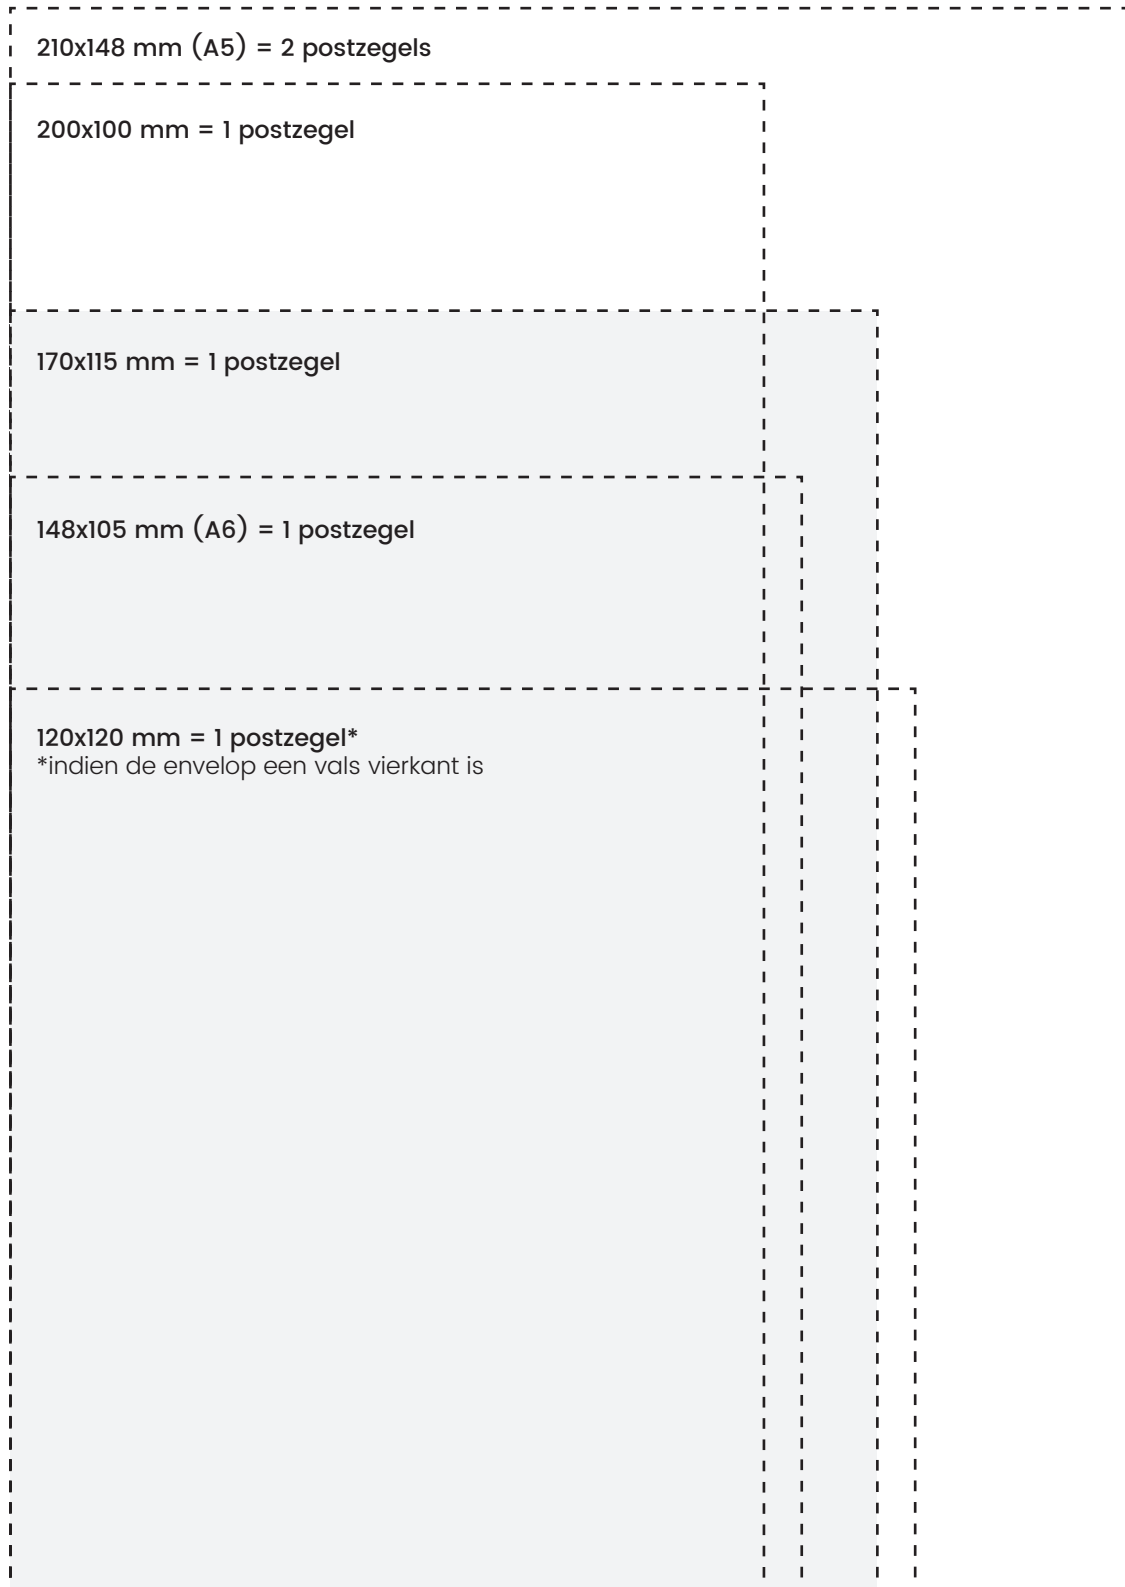 210x148 mm (A5) = 2 postzegels
200x100 mm = 1 postzegel
170x115 mm = 1 postzegel
148x105 mm (A6) = 1 postzegel
120x120 mm = 1 postzegel*
*indien de envelop een vals vierkant is